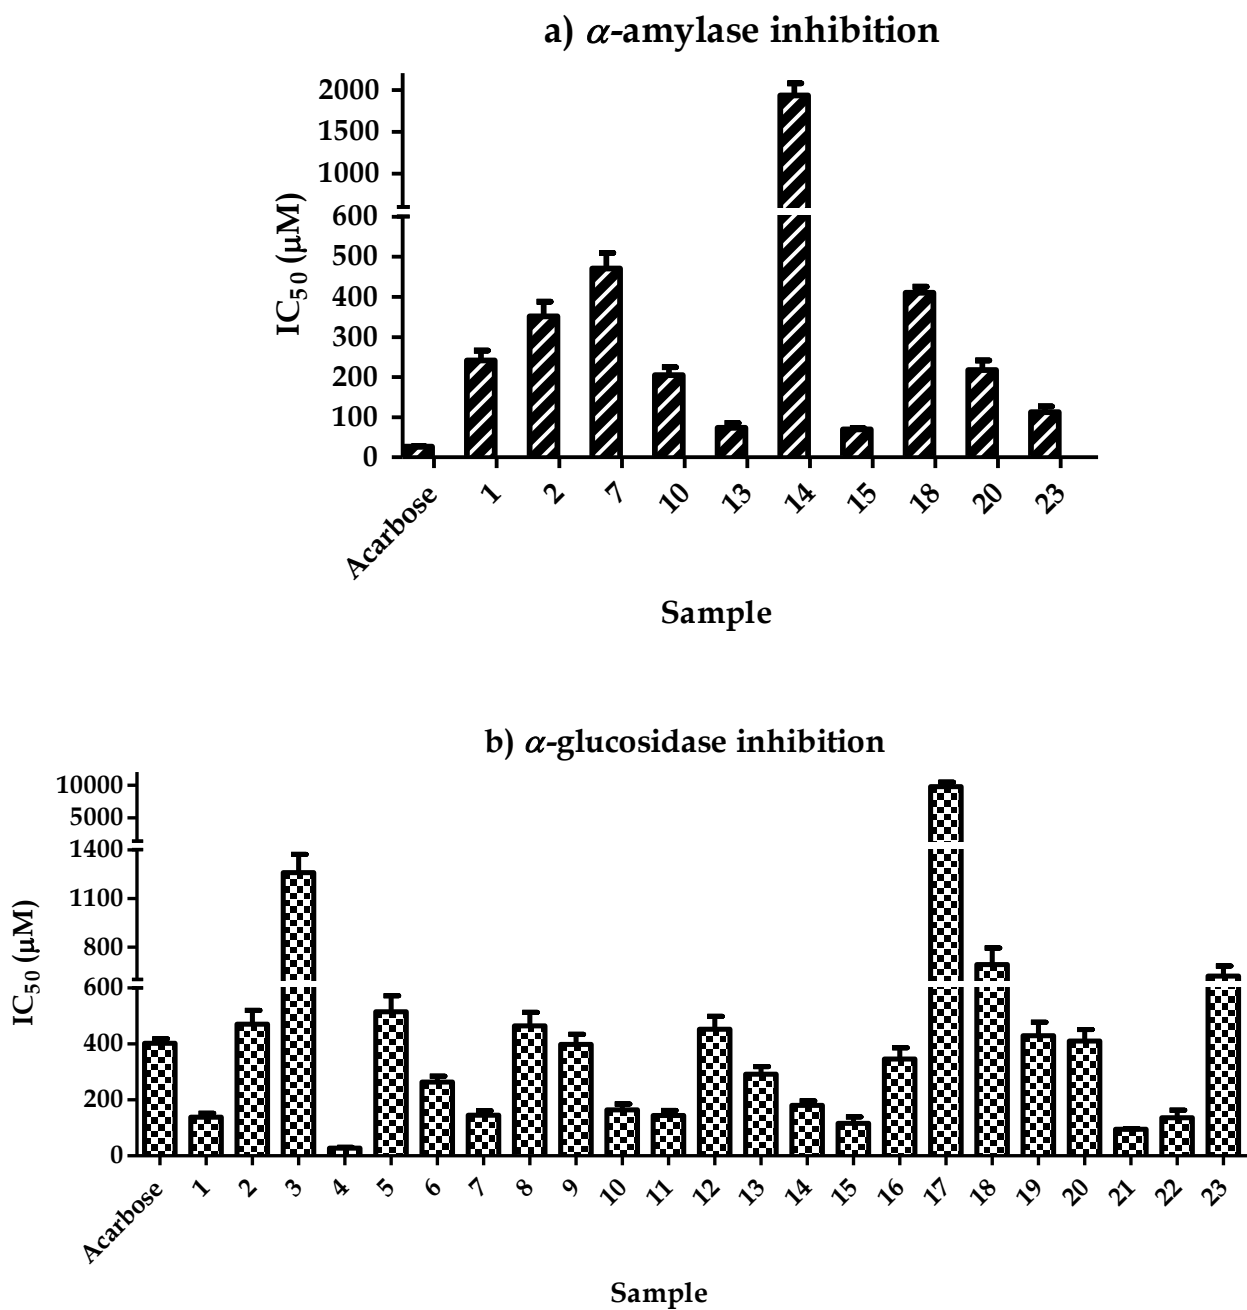 a) α-amylase inhibition
IC50 (µM)
2000
1500
1000
600
500
400
300
200
100
0
Acarbose 1 2 7 10 13 14 15 18 20 23
Sample
b) α-glucosidase inhibition
IC50 (µM)
10000
5000
1400
1100
800
600
400
200
0
Acarbose 1 2 3 4 5 6 7 8 9 10 11 12 13 14 15 16 17 18 19 20 21 22 23
Sample